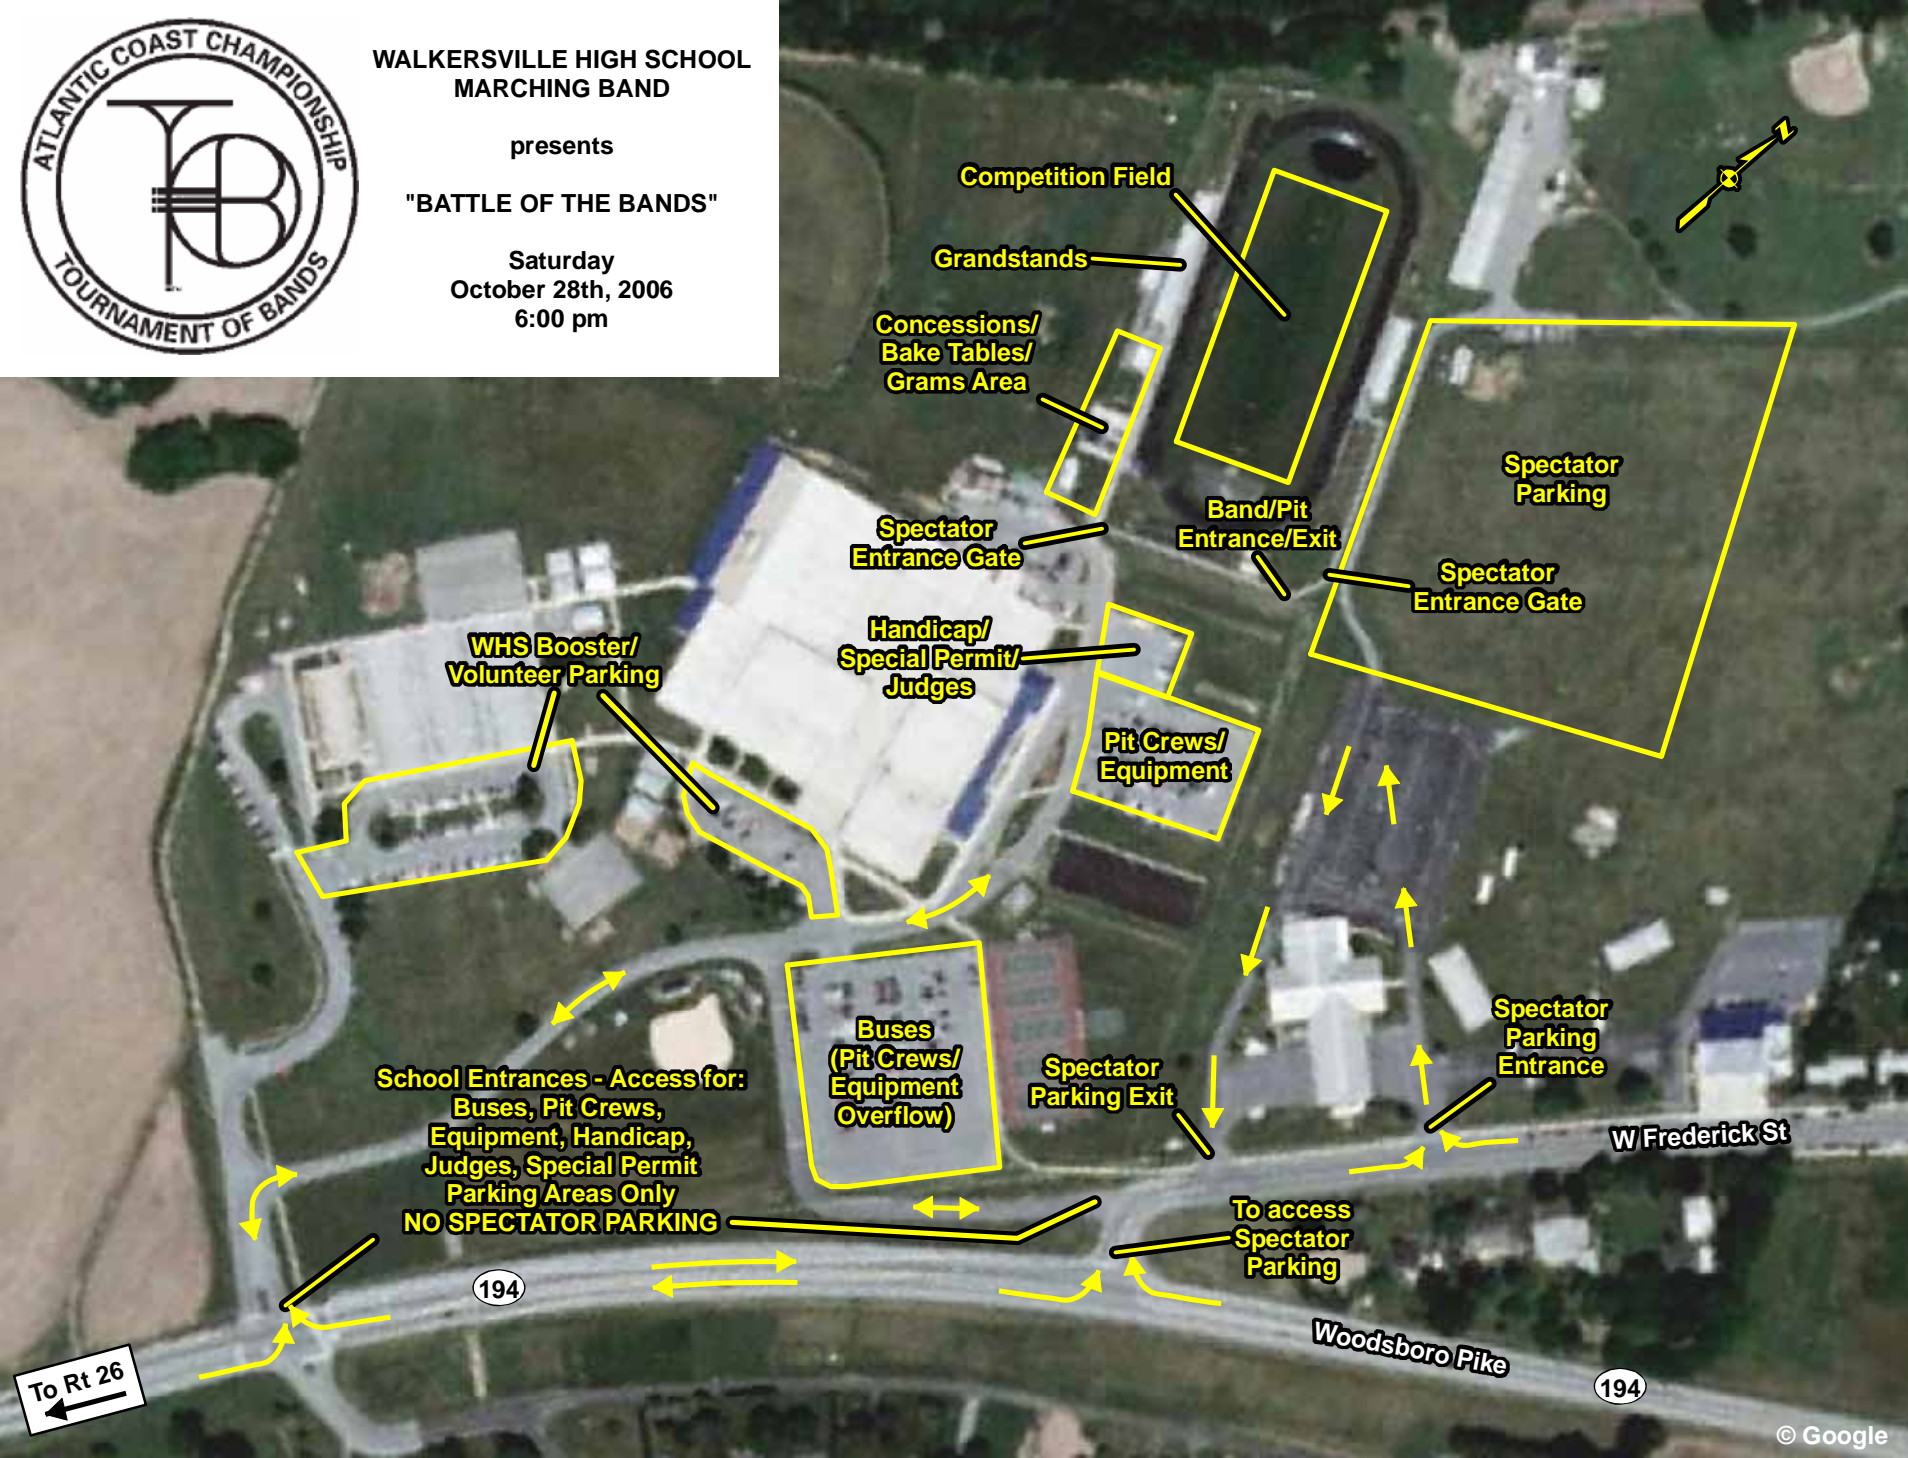 ATLANTIC COAST CHAMPIONSHIP
TOURNAMENT OF BANDS
WALKERSVILLE HIGH SCHOOL
MARCHING BAND
presents
"BATTLE OF THE BANDS"
Saturday
October 28th, 2006
6:00 pm
N
Competition Field
Grandstands
Concessions/
Bake Tables/
Grams Area
Spectator
Parking
Spectator
Entrance Gate
Band/Pit
Entrance/Exit
Spectator
Entrance Gate
Handicap/
Special Permit/
Judges
WHS Booster/
Volunteer Parking
Pit Crews/
Equipment
Buses
(Pit Crews/
Equipment
Overflow)
Spectator
Parking
Entrance
Spectator
Parking Exit
School Entrances - Access for:
Buses, Pit Crews,
Equipment, Handicap,
Judges, Special Permit
Parking Areas Only
NO SPECTATOR PARKING
W Frederick St
To access
Spectator
Parking
194
Woodsboro Pike
194
To Rt 26
© Google